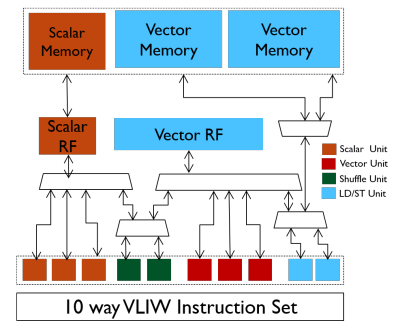 Scalar
Memory
Vector
Memory
Vector
Memory
Scalar
RF
Vector RF
Scalar Unit
Vector Unit
Shuffle Unit
LD/ST Unit
10 way VLIW Instruction Set